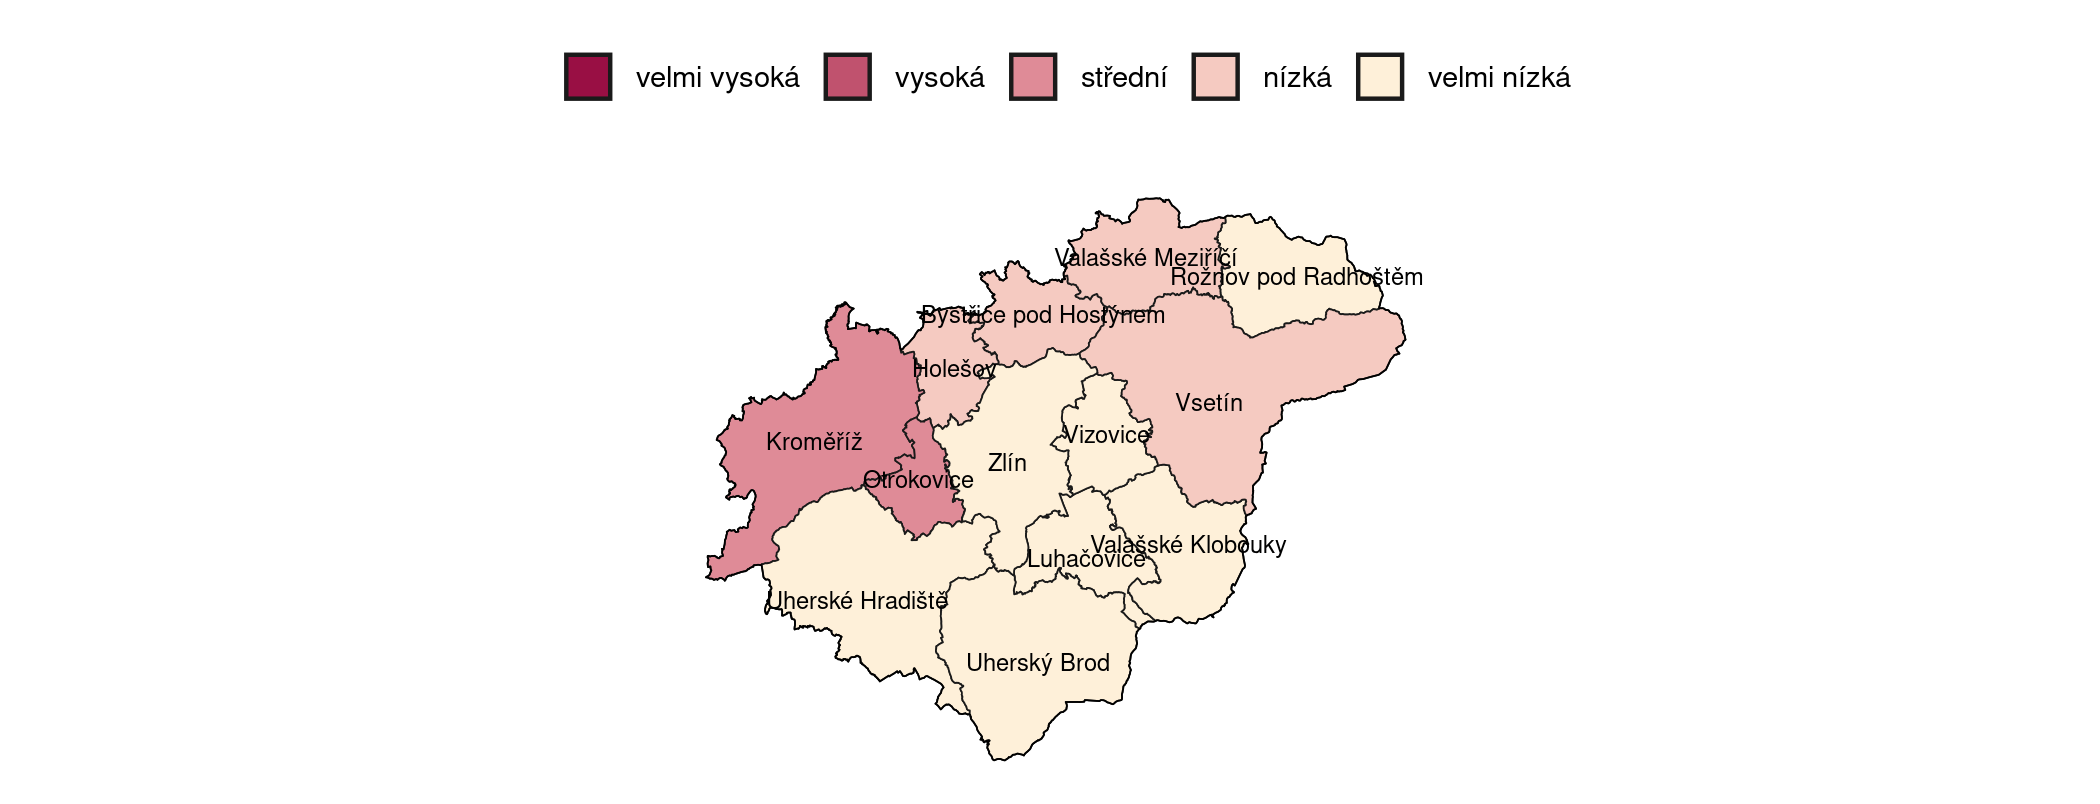 velmi vysoká
vysoká
střední
nízká
velmi nízká
Valašské Meziříčí
Rožnov pod Radhoštěm
Bystřice pod Hostýnem
Holešov
Vsetín
Kroměříž
Vizovice
Zlín
Otrokovice
Valašské Klobouky
Luhačovice
Uherské Hradiště
Uherský Brod